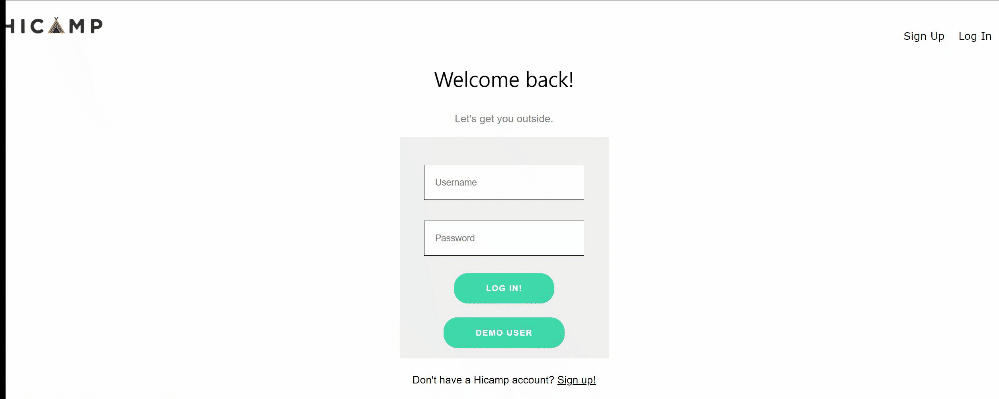 HICAMP
Sign Up Log In
Welcome back!
Let's get you outside.
Username
Password
LOG IN!
DEMO USER
Don't have a Hicamp account? Sign up!